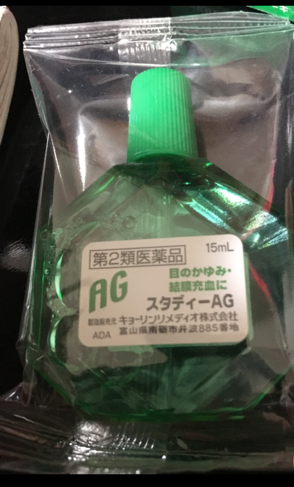 第2類医薬品 15mL
AG
目のかゆみ・
結膜充血に
スタディーAG
製造販売元 キョーリンリメディオ株式会社
ADA 富山県南砺市井波885番地